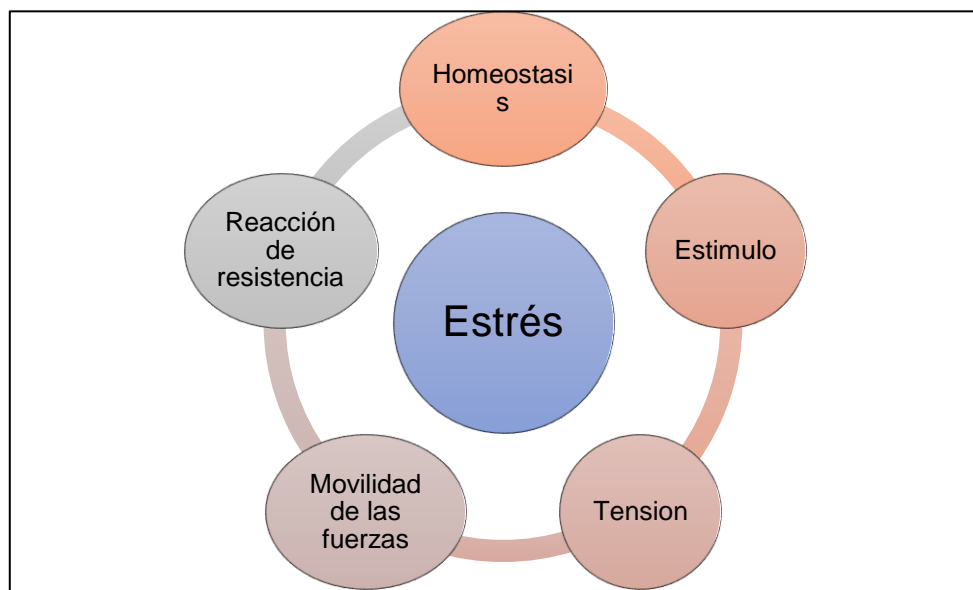 Homeostasi
s
Estimulo
Tension
Movilidad
de las
fuerzas
Reacción
de
resistencia
Estrés